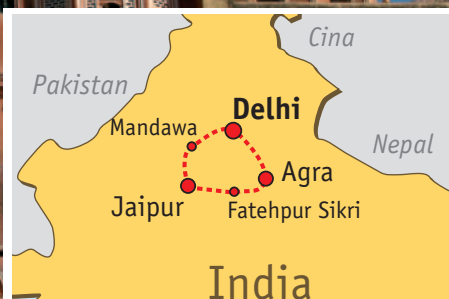 Cina
Pakistan
Delhi
Mandawa
Nepal
Agra
Jaipur
Fatehpur Sikri
India